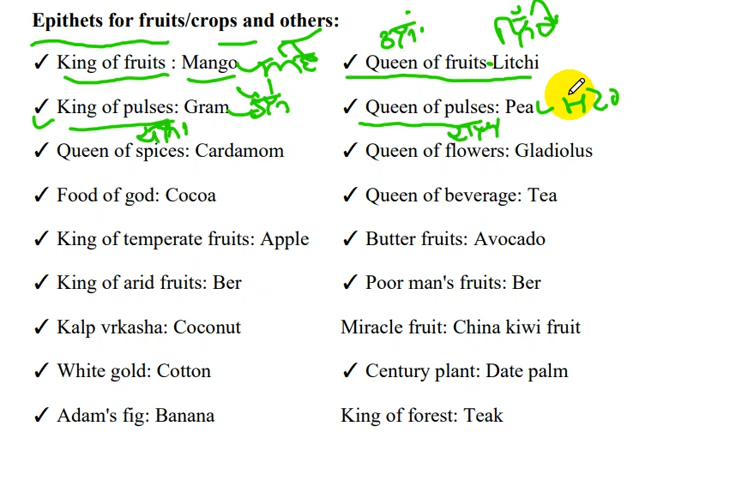 Epithets for fruits/crops and others:
✓ King of fruits : Mango
✓ Queen of fruits-Litchi
✓ King of pulses: Gram
✓ Queen of pulses: Pea
✓ Queen of spices: Cardamom
✓ Queen of flowers: Gladiolus
✓ Food of god: Cocoa
✓ Queen of beverage: Tea
✓ King of temperate fruits: Apple
✓ Butter fruits: Avocado
✓ King of arid fruits: Ber
✓ Poor man's fruits: Ber
✓ Kalp vrkasha: Coconut
Miracle fruit: China kiwi fruit
✓ White gold: Cotton
✓ Century plant: Date palm
✓ Adam's fig: Banana
King of forest: Teak